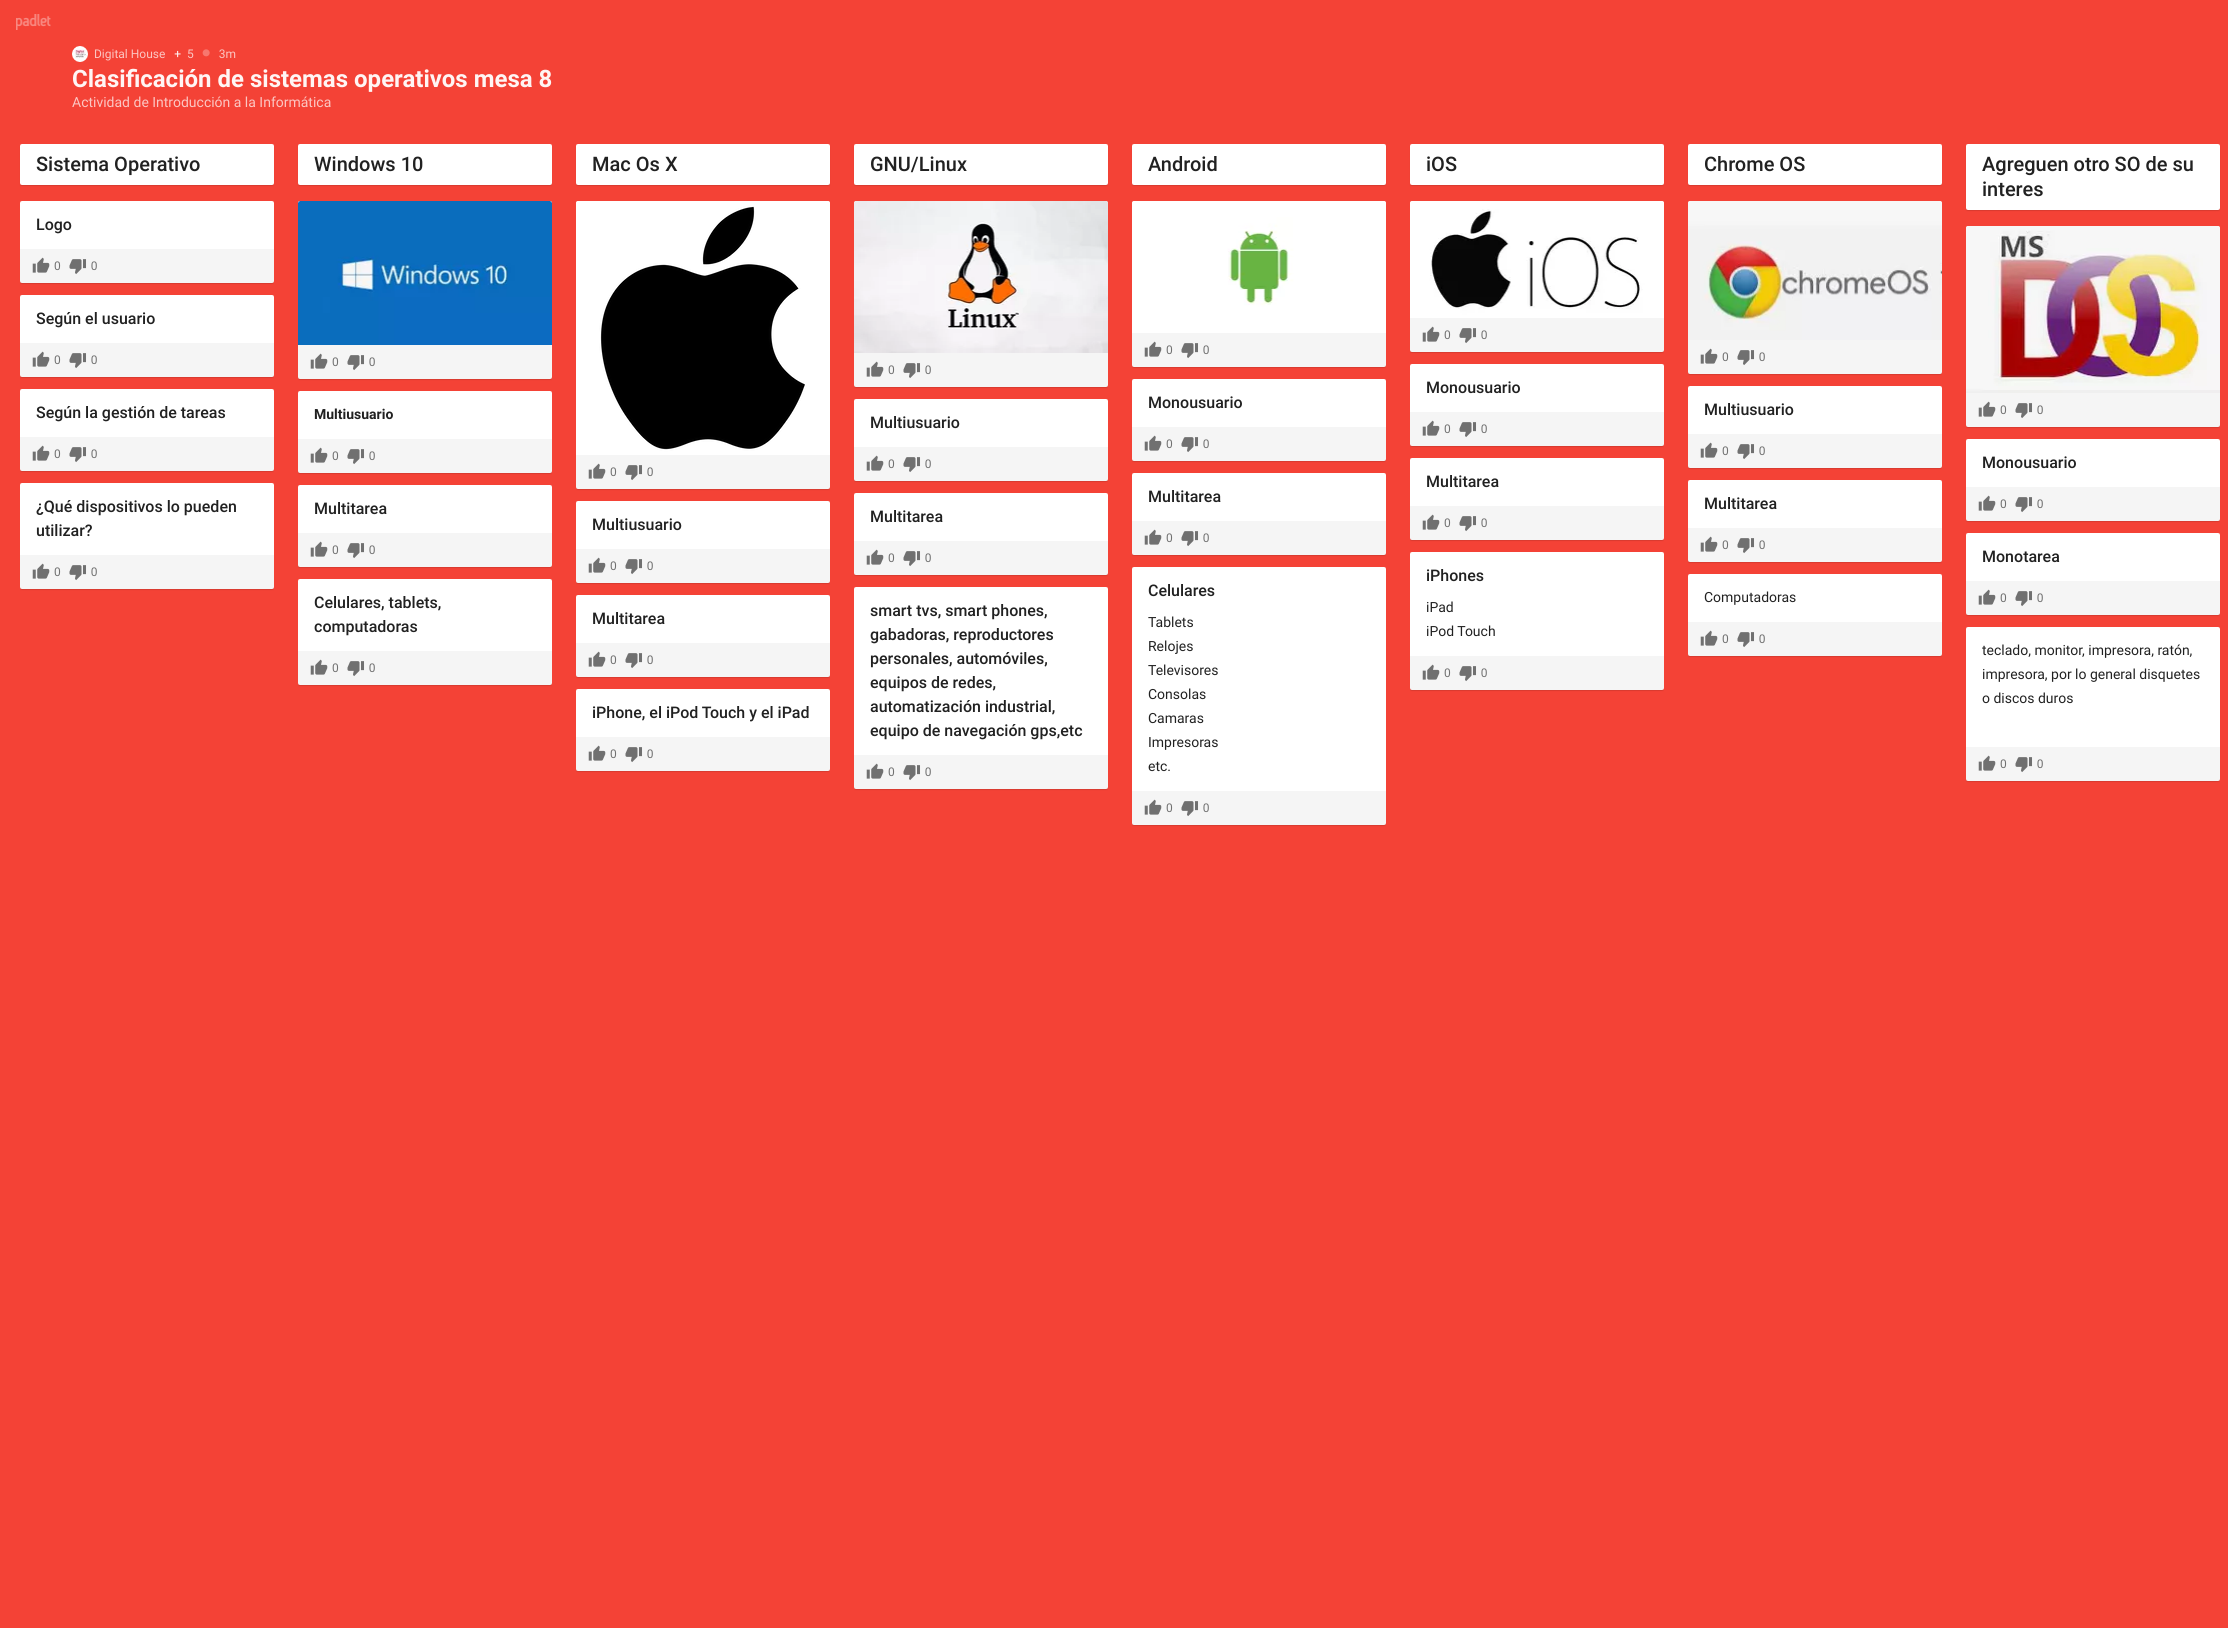 padlet
Digital House + 5 3m
Clasificación de sistemas operativos mesa 8
Actividad de Introducción a la Informática
Sistema Operativo
Logo
0 0
Según el usuario
0 0
Según la gestión de tareas
0 0
¿Qué dispositivos lo pueden
utilizar?
0 0
Windows 10
Windows 10
0 0
Multiusuario
0 0
Multitarea
0 0
Celulares, tablets,
computadoras
0 0
Mac Os X
0 0
Multiusuario
0 0
Multitarea
0 0
iPhone, el iPod Touch y el iPad
0 0
GNU/Linux
Linux
0 0
Multiusuario
0 0
Multitarea
0 0
smart tvs, smart phones,
gabadoras, reproductores
personales, automóviles,
equipos de redes,
automatización industrial,
equipo de navegación gps,etc
0 0
Android
0 0
Monousuario
0 0
Multitarea
0 0
Celulares
Tablets
Relojes
Televisores
Consolas
Camaras
Impresoras
etc.
0 0
iOS
iOS
0 0
Monousuario
0 0
Multitarea
0 0
iPhones
iPad
iPod Touch
0 0
Chrome OS
chromeOS
0 0
Multiusuario
0 0
Multitarea
0 0
Computadoras
0 0
Agreguen otro SO de su
interes
MS
DOS
0 0
Monousuario
0 0
Monotarea
0 0
teclado, monitor, impresora, ratón,
impresora, por lo general disquetes
o discos duros
0 0